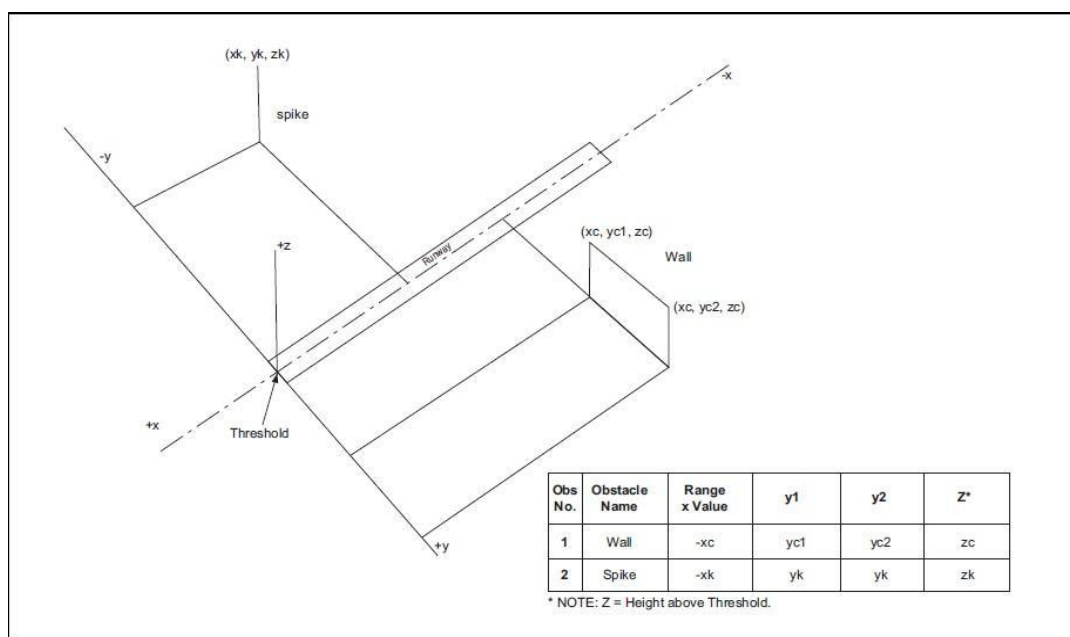 (xk, yk, zk)
-x
spike
-y
+z
Runway
(xc, yc1, zc)
Wall
(xc, yc2, zc)
+x
Threshold
+y
Obs No. Obstacle Name Range x Value y1 y2 Z*
1 Wall -xc yc1 yc2 zc
2 Spike -xk yk yk zk
* NOTE: Z = Height above Threshold.